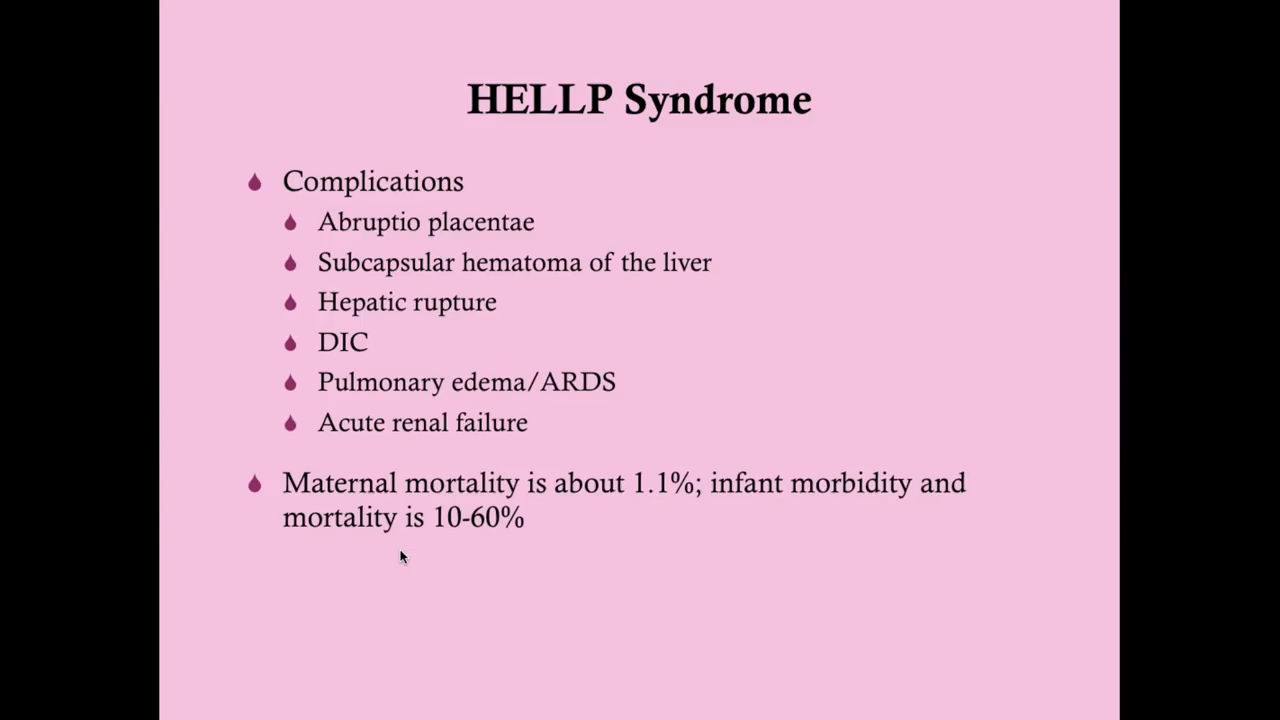 HELLP Syndrome
Complications
Abruptio placentae
Subcapsular hematoma of the liver
Hepatic rupture
DIC
Pulmonary edema/ARDS
Acute renal failure
Maternal mortality is about 1.1%; infant morbidity and
mortality is 10-60%